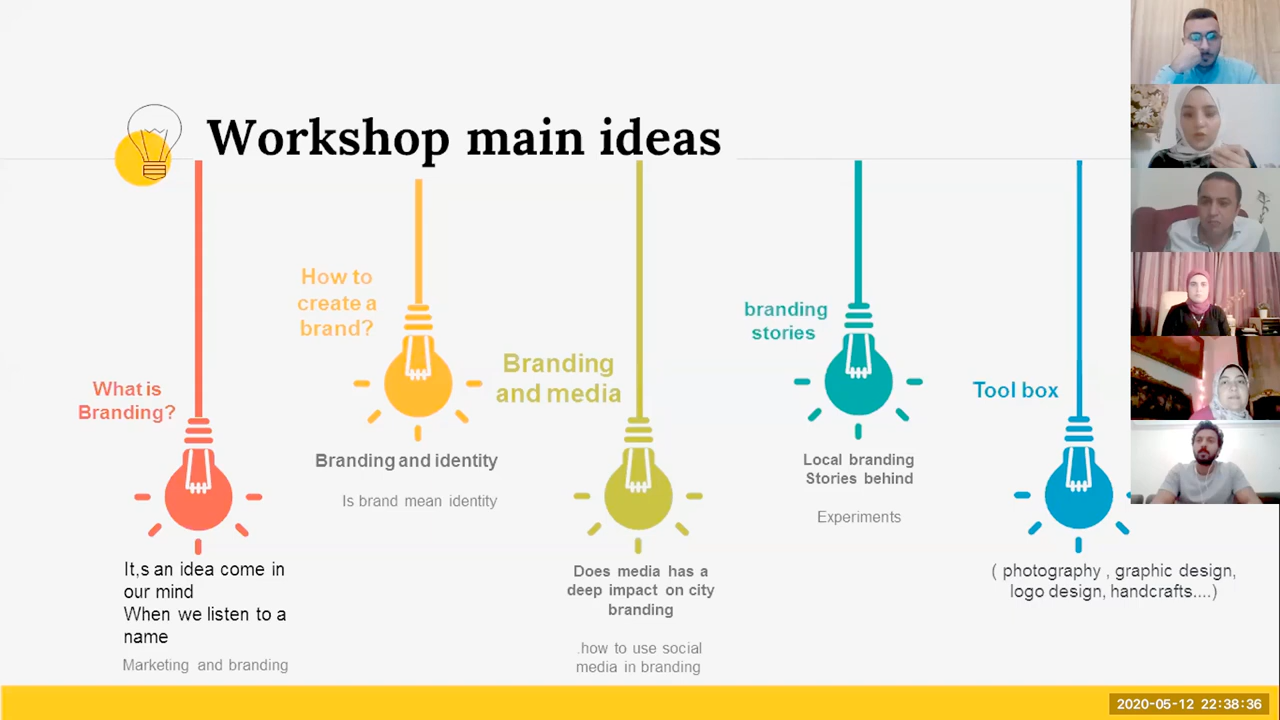 Workshop main ideas
What is
Branding?
It,s an idea come in
our mind
When we listen to a
name
Marketing and branding
How to
create a
brand?
Branding and identity
Is brand mean identity
Branding
and media
Does media has a
deep impact on city
branding
.how to use social
media in branding
branding
stories
Local branding
Stories behind
Experiments
Tool box
( photography , graphic design,
logo design, handcrafts....)
2020-05-12 22:38:36